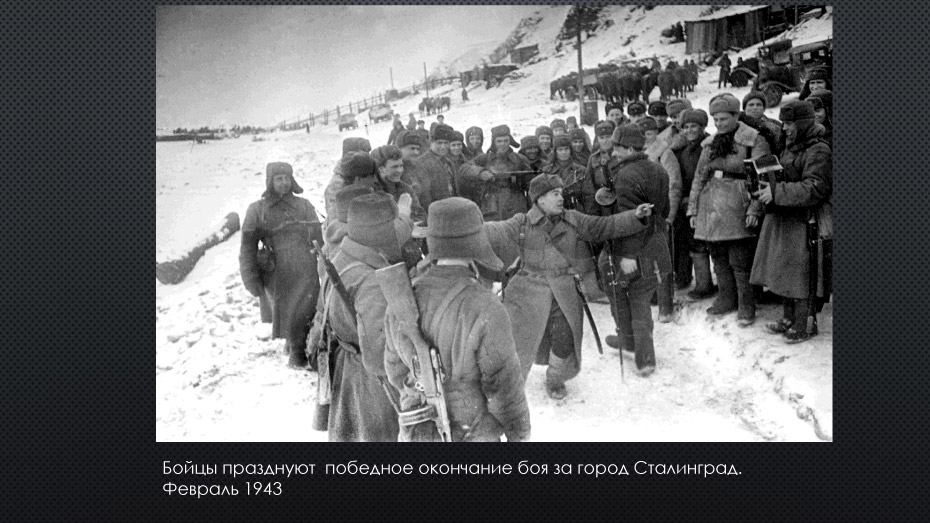 Бойцы празднуют  победное окончание боя за город Сталинград.
Февраль 1943